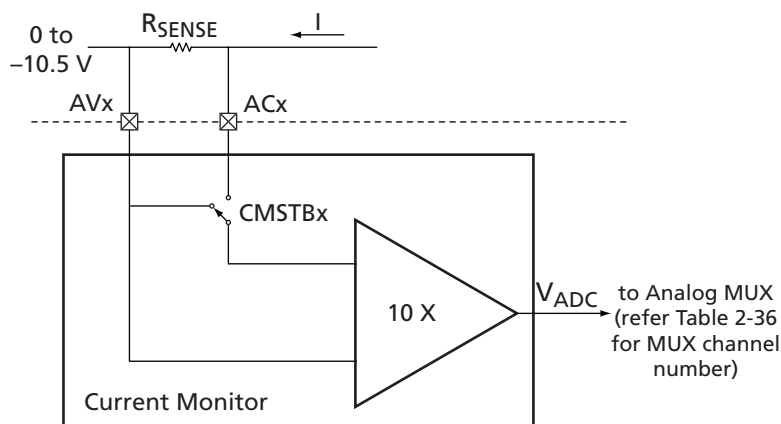 0 to
–10.5 V
RSENSE
I
AVx
ACx
CMSTBx
10 X
VADC
to Analog MUX
(refer Table 2-36
for MUX channel
number)
Current Monitor